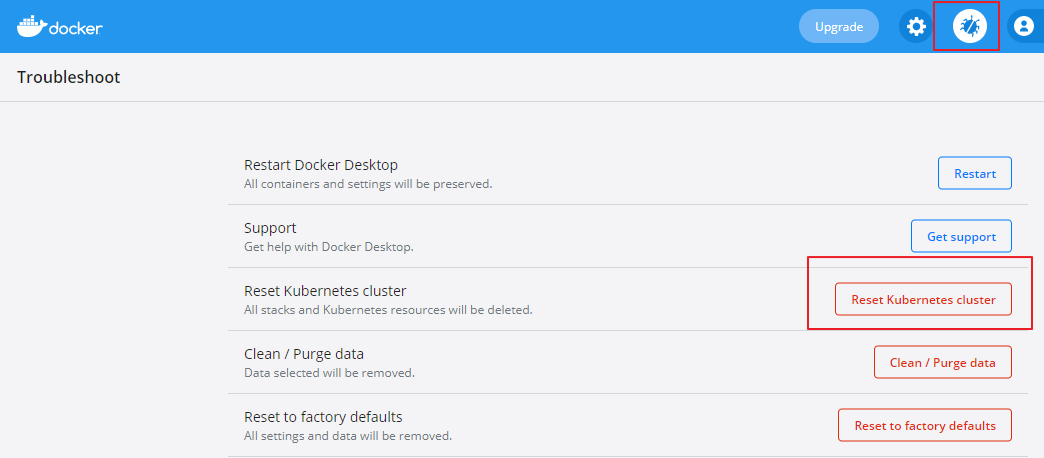 docker
Upgrade
Troubleshoot
Restart Docker Desktop
All containers and settings will be preserved.
Restart
Support
Get help with Docker Desktop.
Get support
Reset Kubernetes cluster
All stacks and Kubernetes resources will be deleted.
Reset Kubernetes cluster
Clean / Purge data
Data selected will be removed.
Clean / Purge data
Reset to factory defaults
All settings and data will be removed.
Reset to factory defaults